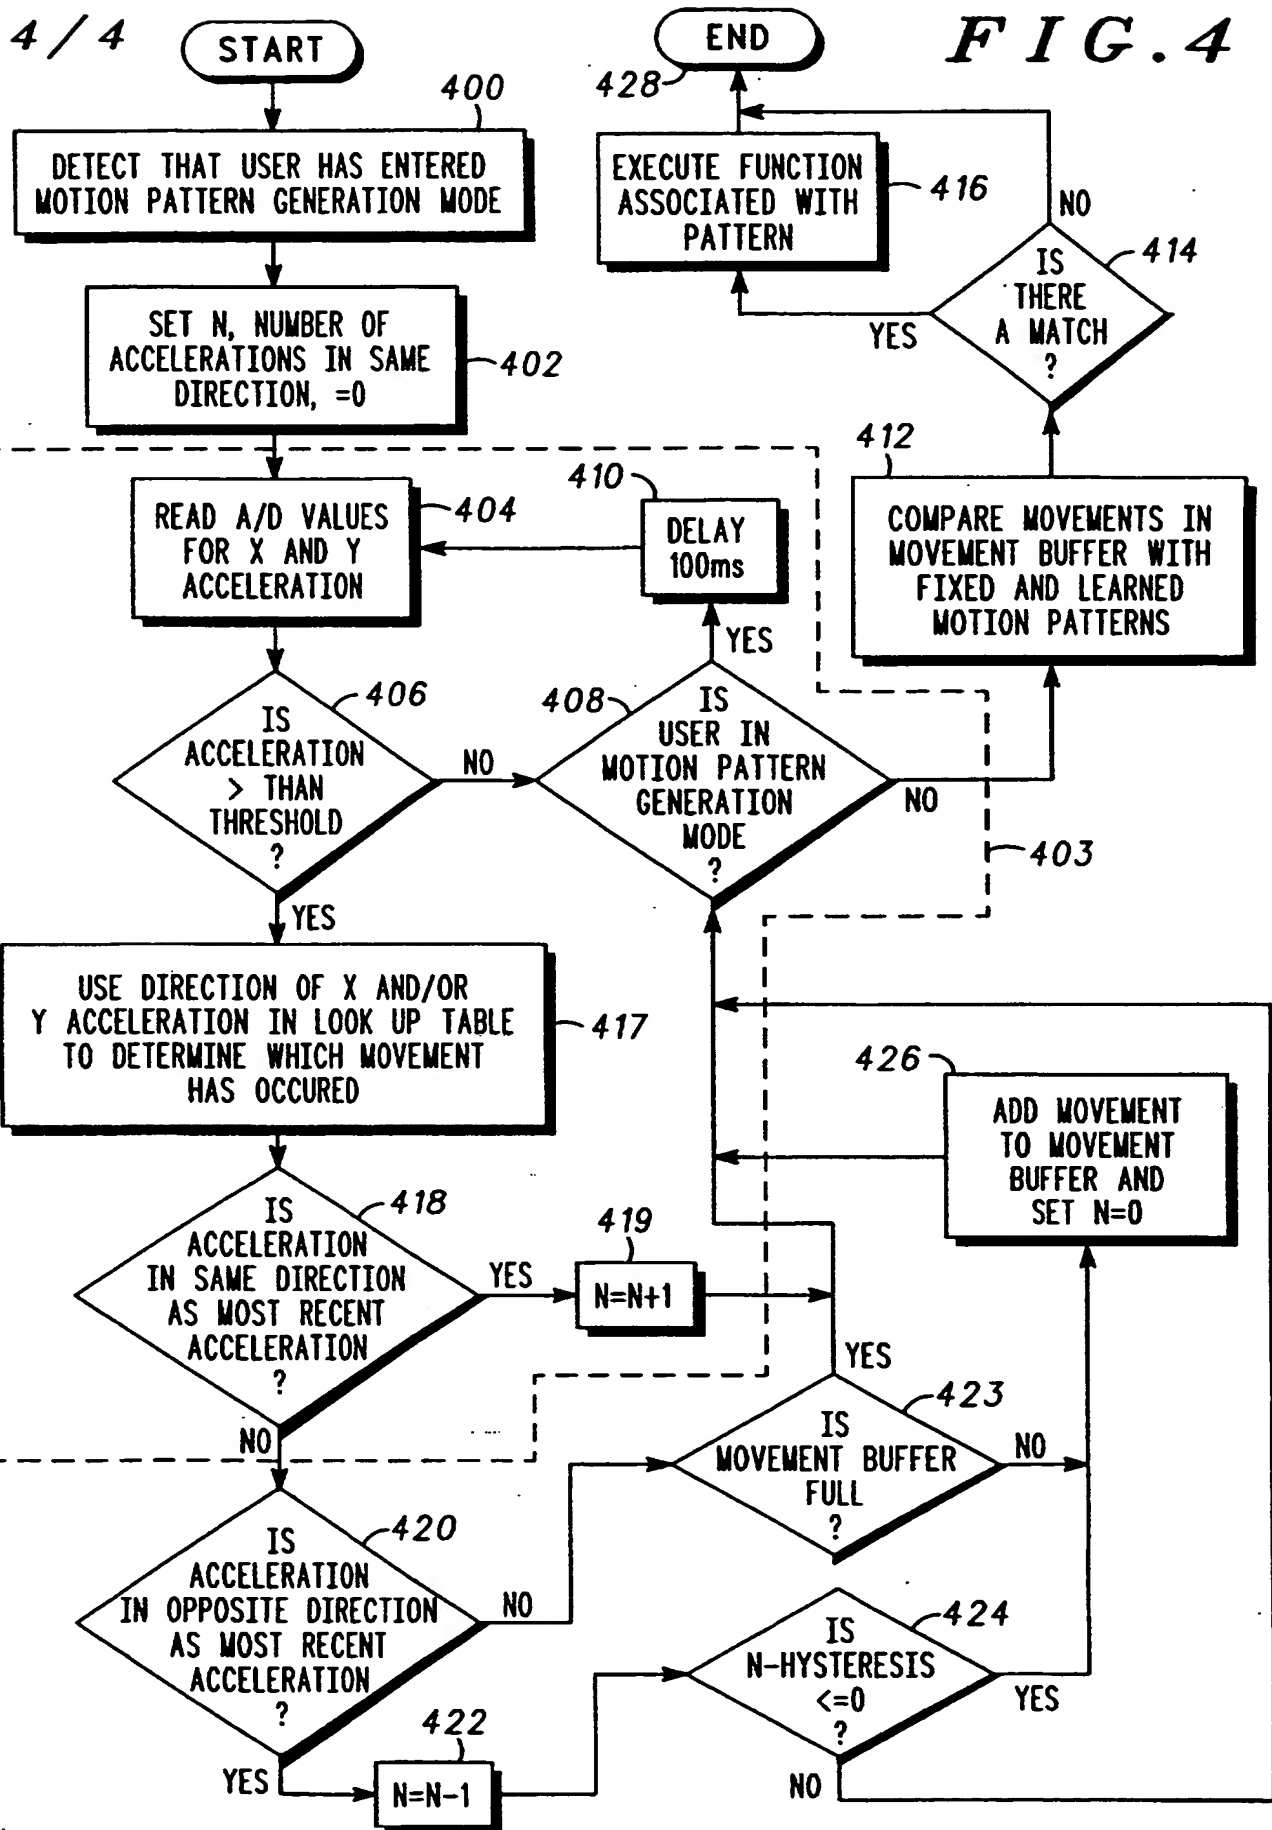 4/4
FIG.4
START
400
DETECT THAT USER HAS ENTERED
MOTION PATTERN GENERATION MODE
SET N, NUMBER OF
ACCELERATIONS IN SAME
DIRECTION, =0
402
READ A/D VALUES
FOR X AND Y
ACCELERATION
404
410
DELAY
100ms
YES
406
IS
ACCELERATION
> THAN
THRESHOLD
?
NO
YES
408
IS
USER IN
MOTION PATTERN
GENERATION
MODE
?
NO
403
412
COMPARE MOVEMENTS IN
MOVEMENT BUFFER WITH
FIXED AND LEARNED
MOTION PATTERNS
414
IS
THERE
A MATCH
?
YES
NO
EXECUTE FUNCTION
ASSOCIATED WITH
PATTERN
416
END
428
USE DIRECTION OF X AND/OR
Y ACCELERATION IN LOOK UP TABLE
TO DETERMINE WHICH MOVEMENT
HAS OCCURED
417
418
IS
ACCELERATION
IN SAME DIRECTION
AS MOST RECENT
ACCELERATION
?
YES
NO
419
N=N+1
420
IS
ACCELERATION
IN OPPOSITE DIRECTION
AS MOST RECENT
ACCELERATION
?
NO
YES
422
N=N-1
423
IS
MOVEMENT BUFFER
FULL
?
YES
NO
424
IS
N-HYSTERESIS
<=0
?
YES
NO
426
ADD MOVEMENT
TO MOVEMENT
BUFFER AND
SET N=0